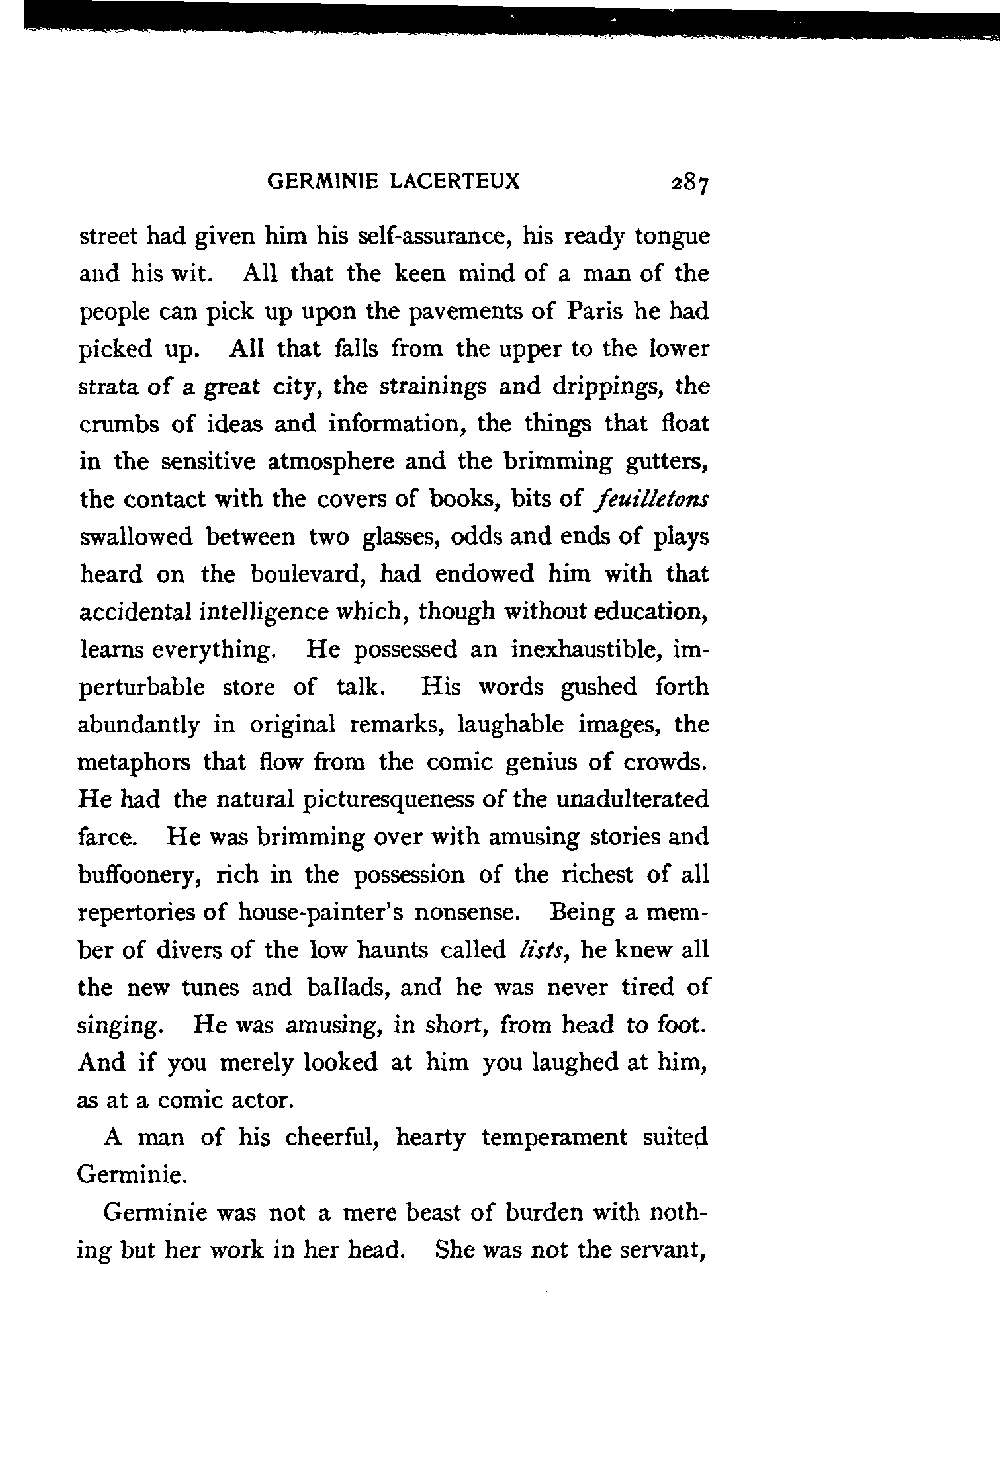 GERMINIE LACERTEUX 287
street had given him his self-assurance, his ready tongue
and his wit. All that the keen mind of a man of the
people can pick up upon the pavements of Paris he had
picked up. All that falls from the upper to the lower
strata of a great city, the strainings and drippings, the
crumbs of ideas and information, the things that float
in the sensitive atmosphere and the brimming gutters,
the contact with the covers of books, bits of feuilletons
swallowed between two glasses, odds and ends of plays
heard on the boulevard, had endowed him with that
accidental intelligence which, though without education,
learns everything. He possessed an inexhaustible, im-
perturbable store of talk. His words gushed forth
abundantly in original remarks, laughable images, the
metaphors that flow from the comic genius of crowds.
He had the natural picturesqueness of the unadulterated
farce. He was brimming over with amusing stories and
buffoonery, rich in the possession of the richest of all
repertories of house-painter's nonsense. Being a mem-
ber of divers of the low haunts called lists, he knew all
the new tunes and ballads, and he was never tired of
singing. He was amusing, in short, from head to foot.
And if you merely looked at him you laughed at him,
as at a comic actor.
A man of his cheerful, hearty temperament suited
Germinie.
Germinie was not a mere beast of burden with noth-
ing but her work in her head. She was not the servant,